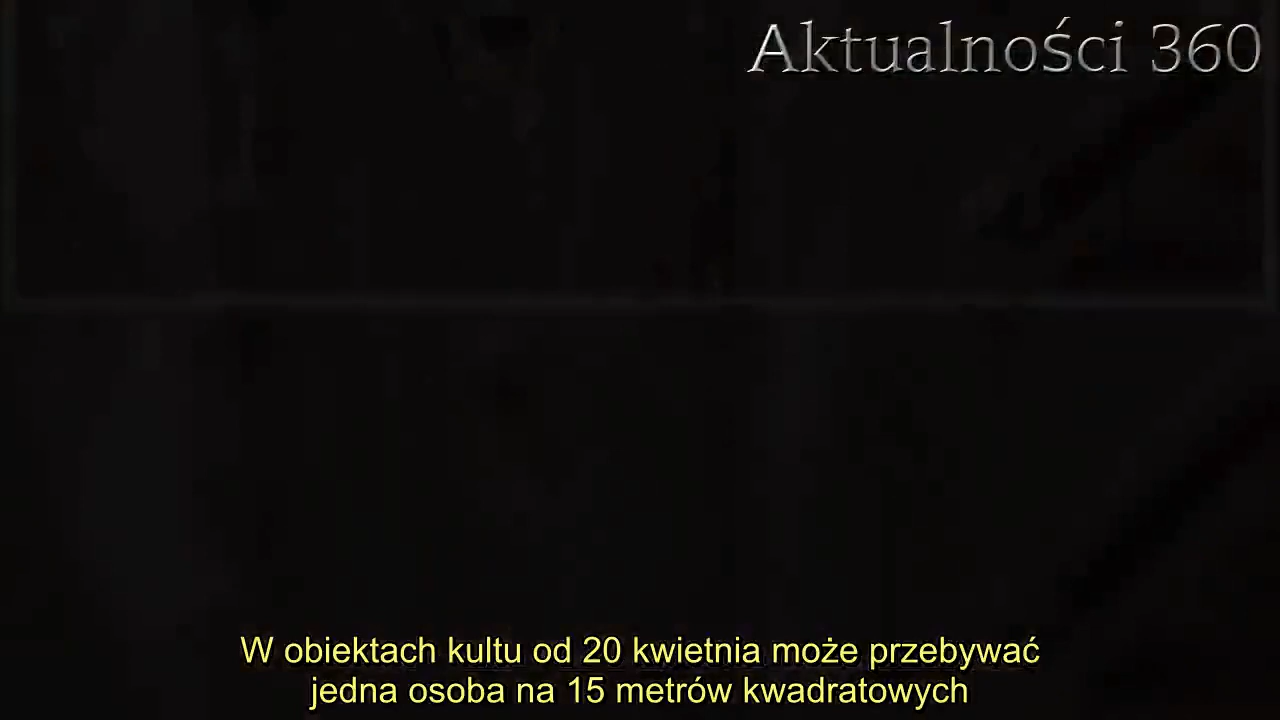 Aktualności 360
W obiektach kultu od 20 kwietnia może przebywać
jedna osoba na 15 metrów kwadratowych